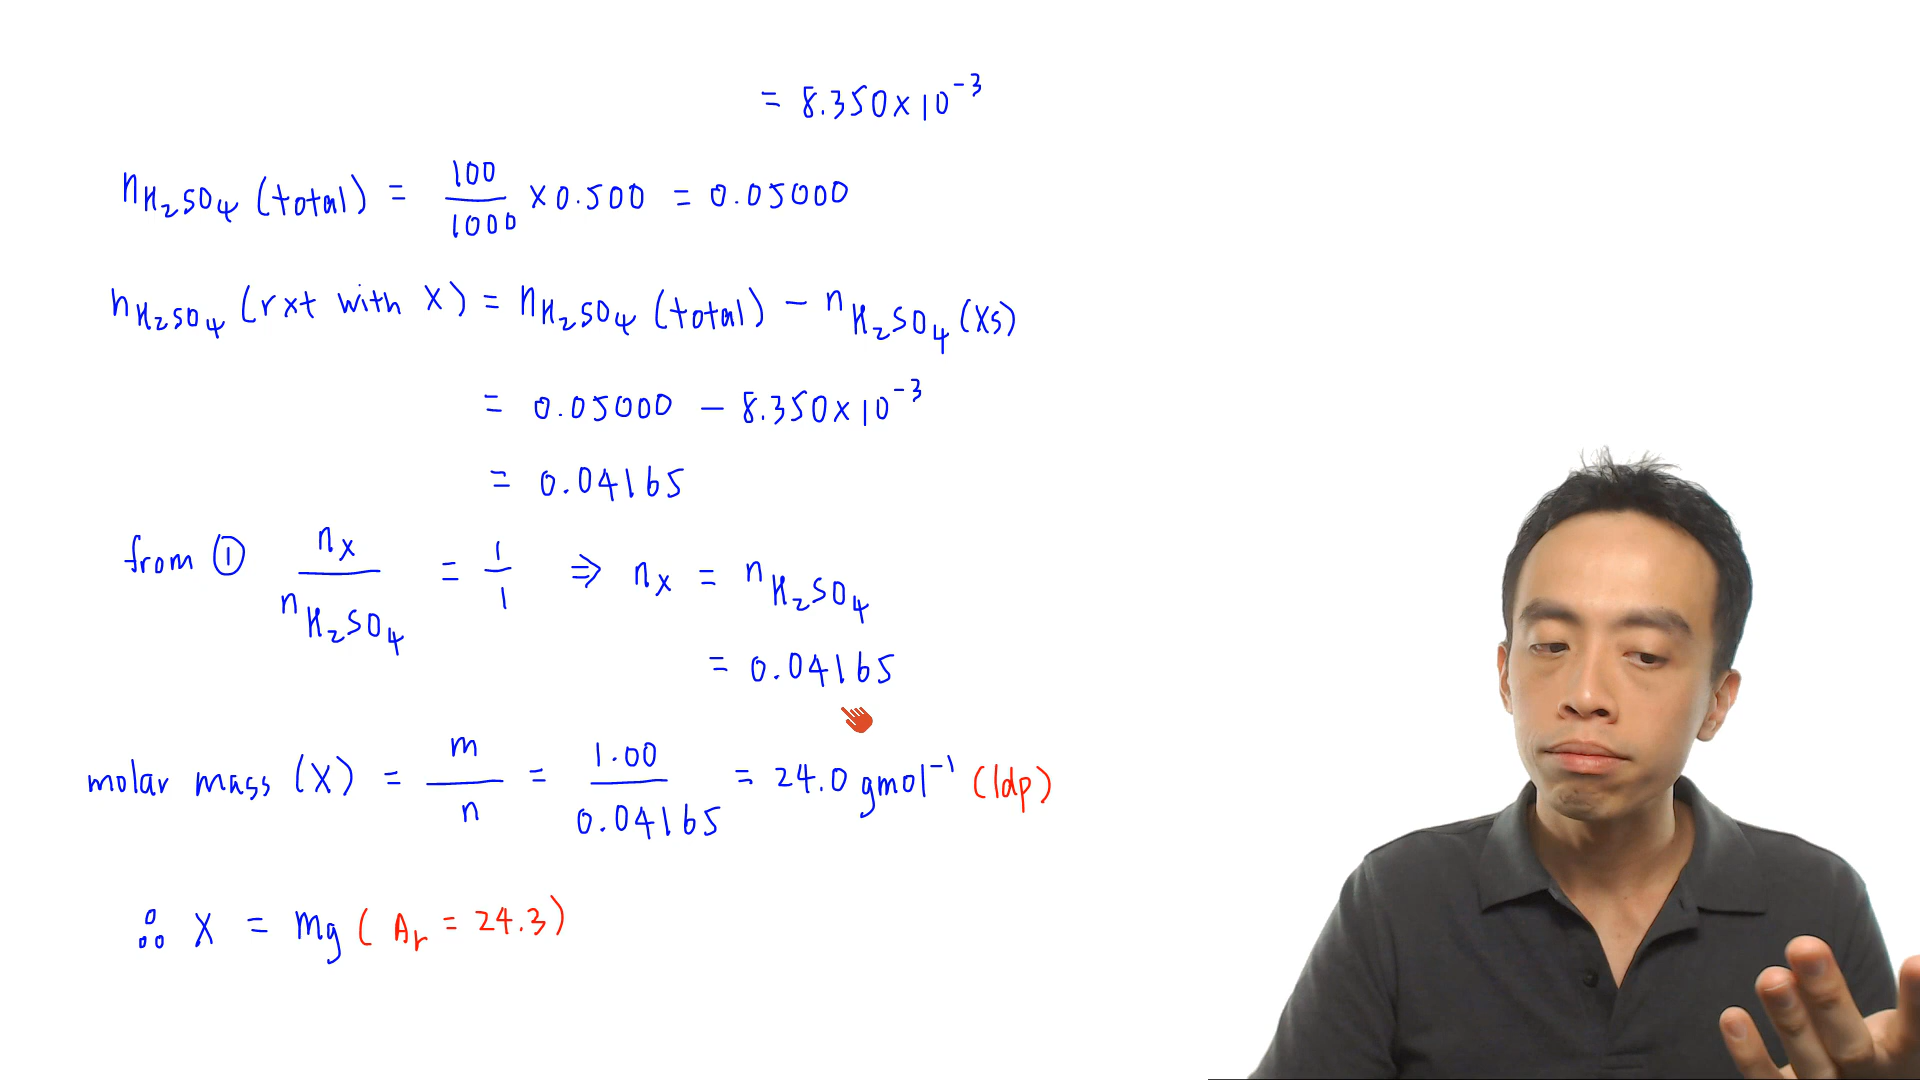 = 8.350×10⁻³
nH₂SO₄ (total) = 100/1000 × 0.500 = 0.05000
nH₂SO₄ (rxt with X) = nH₂SO₄ (total) − nH₂SO₄ (xs)
= 0.05000 − 8.350×10⁻³
= 0.04165
from ① nX/nH₂SO₄ = 1/1 ⇒ nX = nH₂SO₄
= 0.04165
molar mass (X) = m/n = 1.00/0.04165 = 24.0 gmol⁻¹ (1dp)
∴ X = Mg (Ar = 24.3)